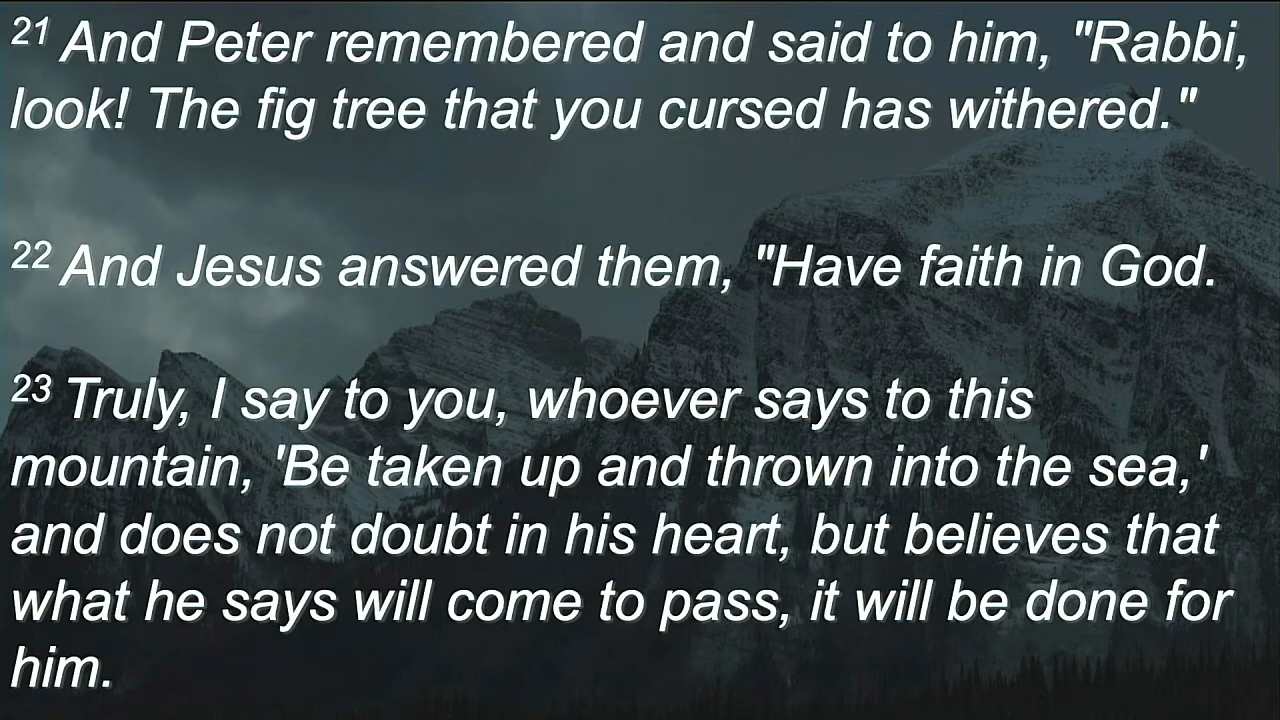 21 And Peter remembered and said to him, "Rabbi,
look! The fig tree that you cursed has withered."
22 And Jesus answered them, "Have faith in God.
23 Truly, I say to you, whoever says to this
mountain, 'Be taken up and thrown into the sea,'
and does not doubt in his heart, but believes that
what he says will come to pass, it will be done for
him.